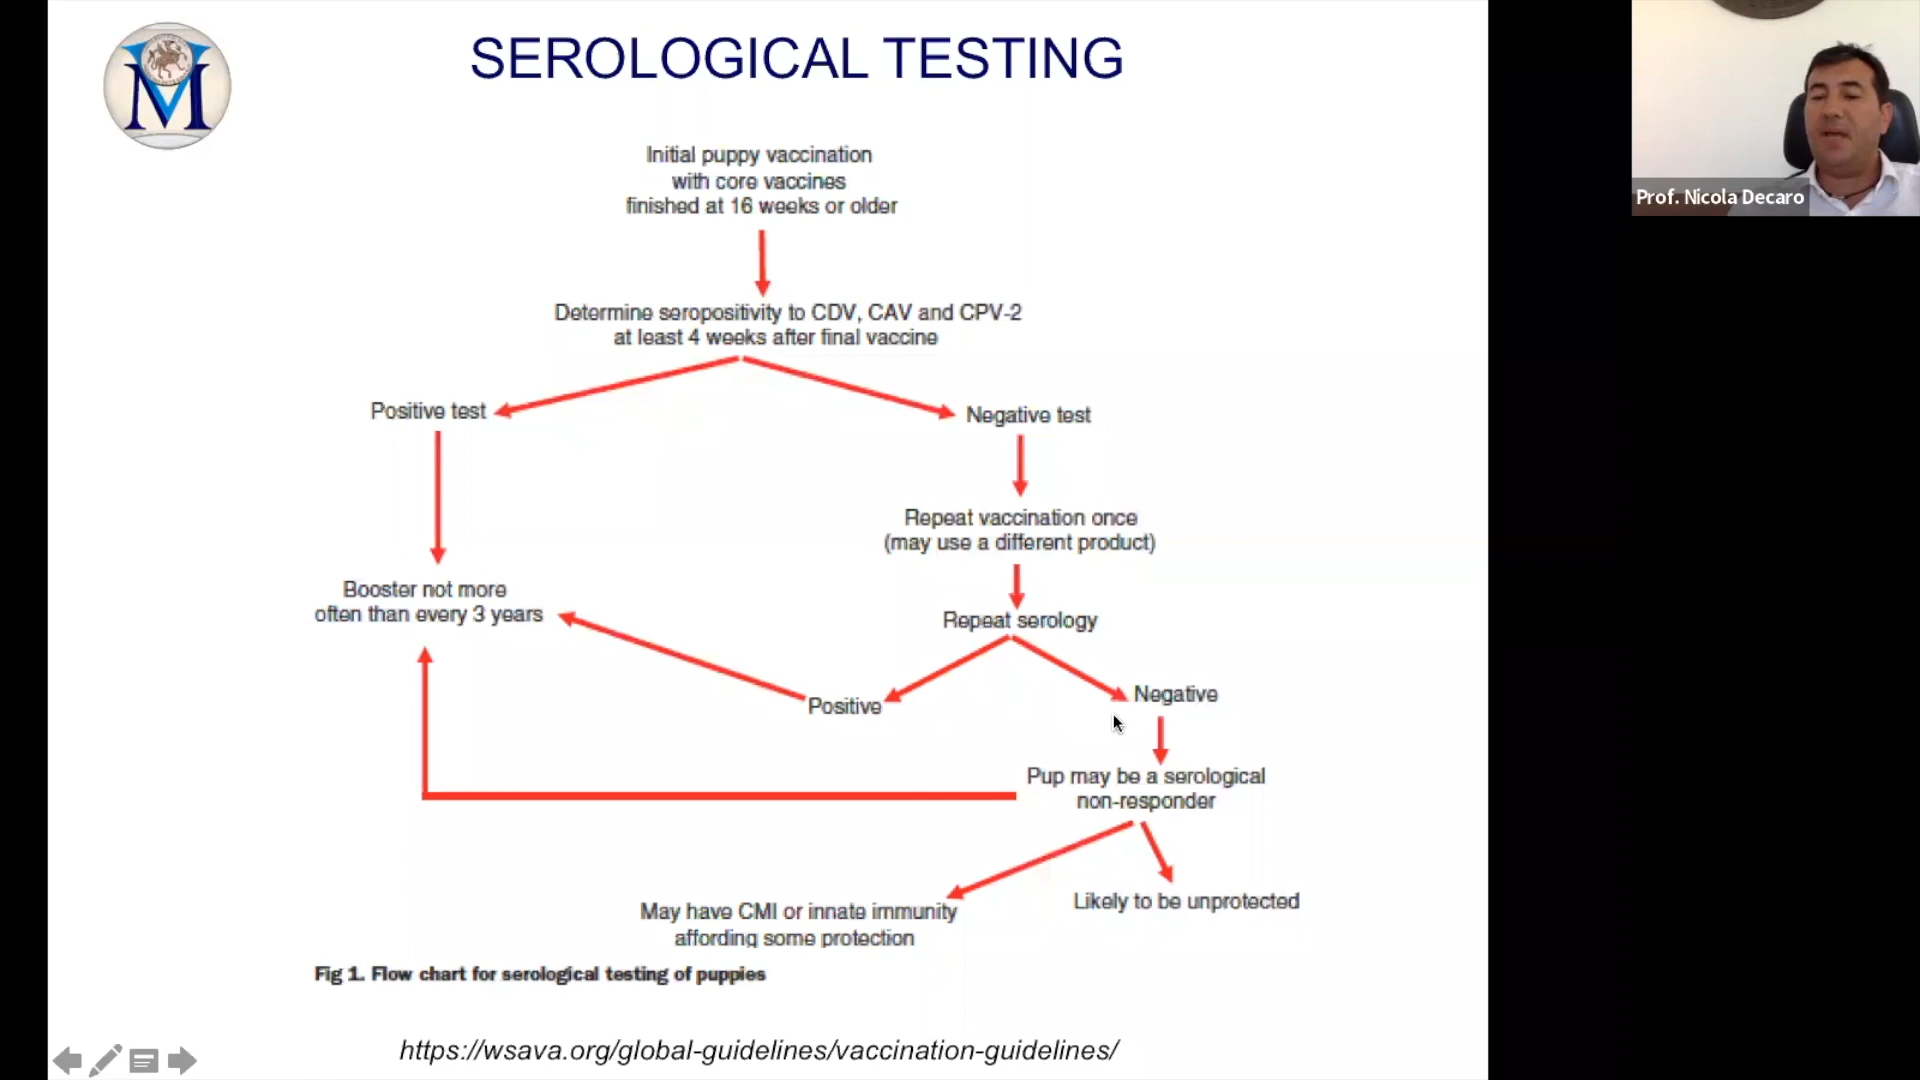 SEROLOGICAL TESTING
Initial puppy vaccination
with core vaccines
finished at 16 weeks or older
Determine seropositivity to CDV, CAV and CPV-2
at least 4 weeks after final vaccine
Positive test
Negative test
Repeat vaccination once
(may use a different product)
Booster not more
often than every 3 years
Repeat serology
Positive
Negative
Pup may be a serological
non-responder
May have CMI or innate immunity
affording some protection
Likely to be unprotected
Fig 1. Flow chart for serological testing of puppies
https://wsava.org/global-guidelines/vaccination-guidelines/
Prof. Nicola Decaro